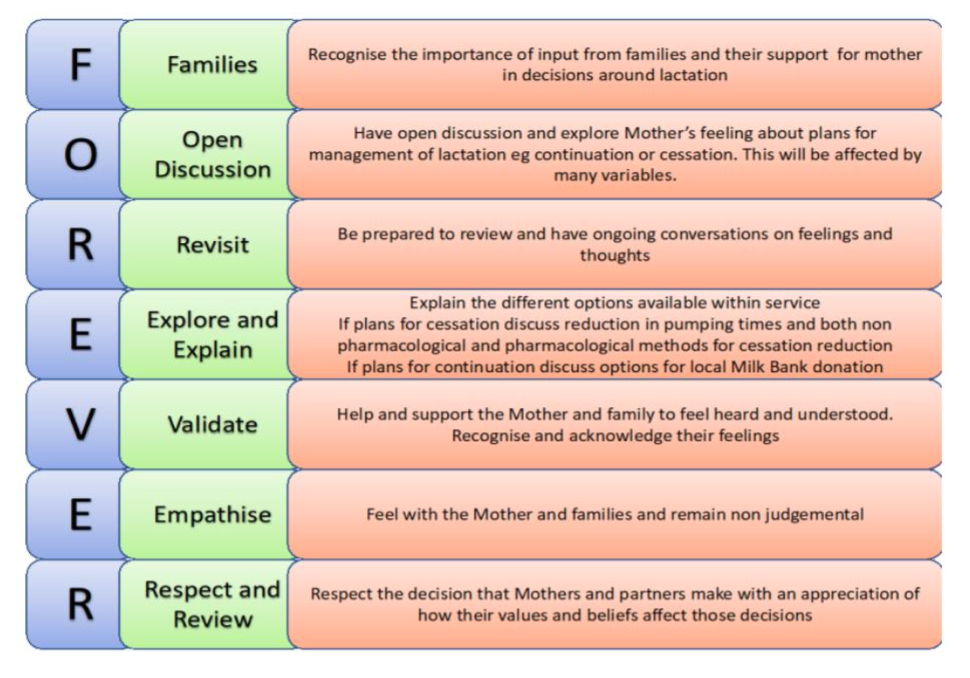 F
Families
Recognise the importance of input from families and their support for mother
in decisions around lactation
O
Open
Discussion
Have open discussion and explore Mother's feeling about plans for
management of lactation eg continuation or cessation. This will be affected by
many variables.
R
Revisit
Be prepared to review and have ongoing conversations on feelings and
thoughts
E
Explore and
Explain
Explain the different options available within service
If plans for cessation discuss reduction in pumping times and both non
pharmacological and pharmacological methods for cessation reduction
If plans for continuation discuss options for local Milk Bank donation
V
Validate
Help and support the Mother and family to feel heard and understood.
Recognise and acknowledge their feelings
E
Empathise
Feel with the Mother and families and remain non judgemental
R
Respect and
Review
Respect the decision that Mothers and partners make with an appreciation of
how their values and beliefs affect those decisions